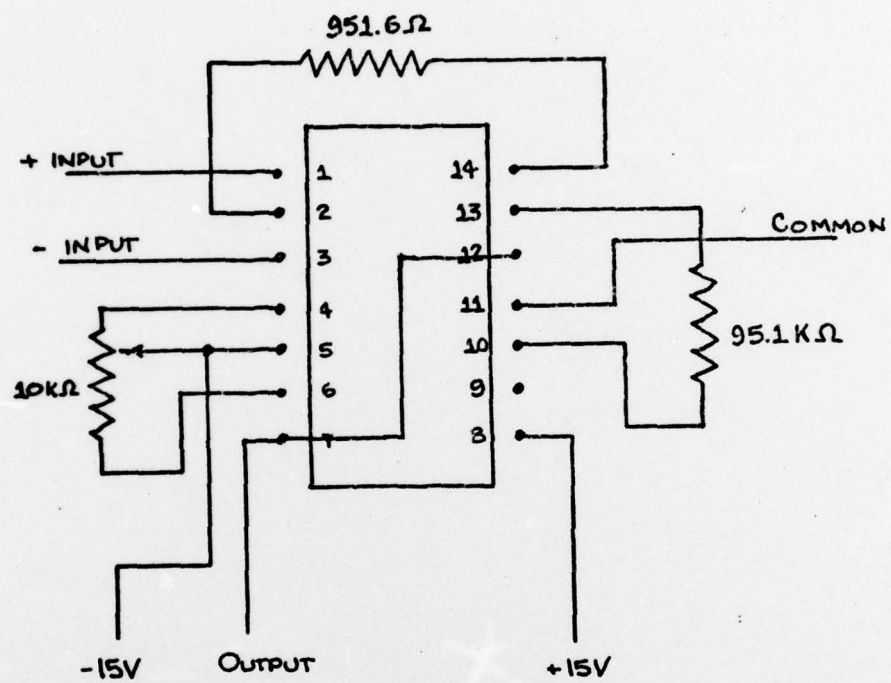 951.6Ω
+ INPUT
1
14
2
13
COMMON
- INPUT
3
12
4
11
5
10
95.1KΩ
10KΩ
6
9
7
8
-15V
OUTPUT
+15V